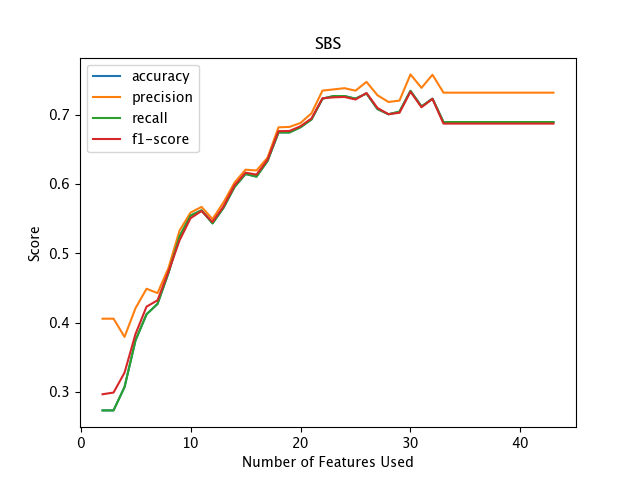 SBS
accuracy
precision
recall
f1-score
0.7
0.6
0.5
0.4
0.3
Score
0
10
20
30
40
Number of Features Used